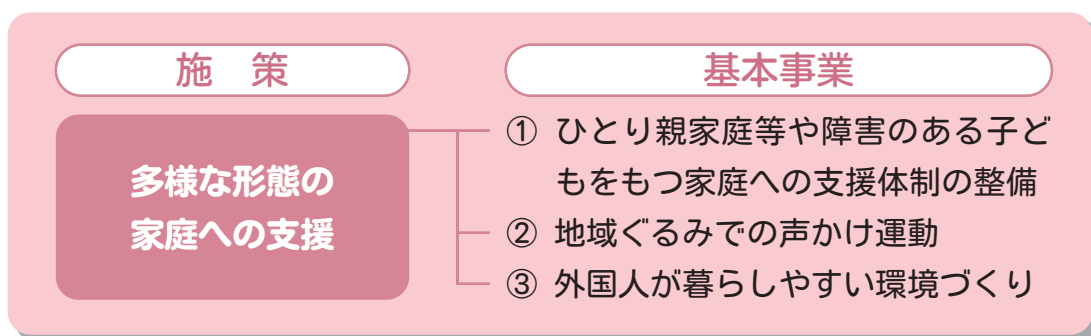 施　策
基本事業
多様な形態の
家庭への支援
① ひとり親家庭等や障害のある子ど
もをもつ家庭への支援体制の整備
② 地域ぐるみでの声かけ運動
③ 外国人が暮らしやすい環境づくり